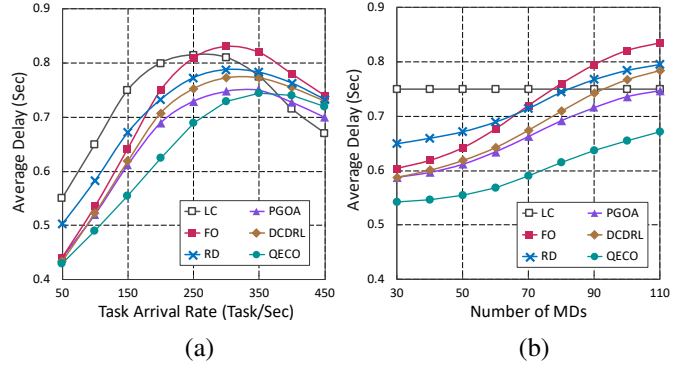 0.9
0.8
0.7
0.6
0.5
0.4
Average Delay (Sec)
LC
FO
RD
PGOA
DCDRL
QECO
50
150
250
350
450
Task Arrival Rate (Task/Sec)
(a)
0.9
0.8
0.7
0.6
0.5
0.4
Average Delay (Sec)
LC
FO
RD
PGOA
DCDRL
QECO
30
50
70
90
110
Number of MDs
(b)